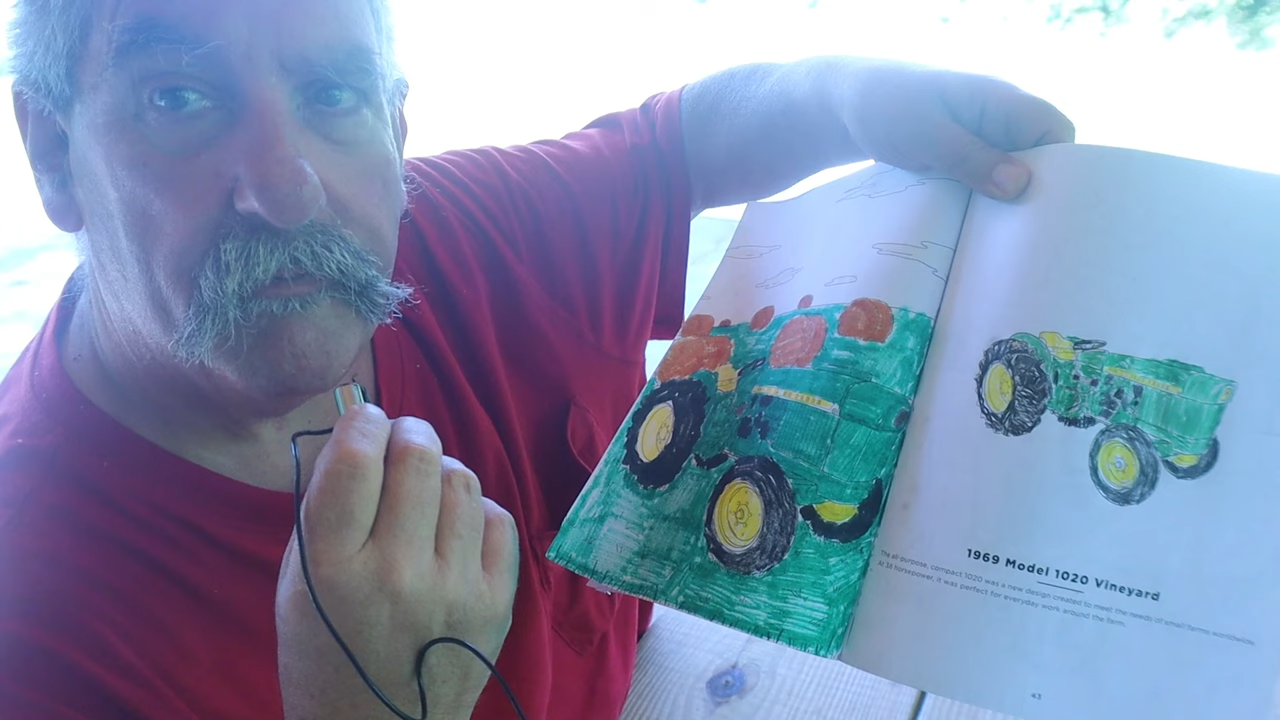 1969 Model 1020 Vineyard
The all-purpose, compact 1020 was a new design created to meet the needs of small farms worldwide.
At 38 horsepower, it was perfect for everyday work around the farm.
43